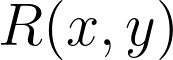 R(x, y)